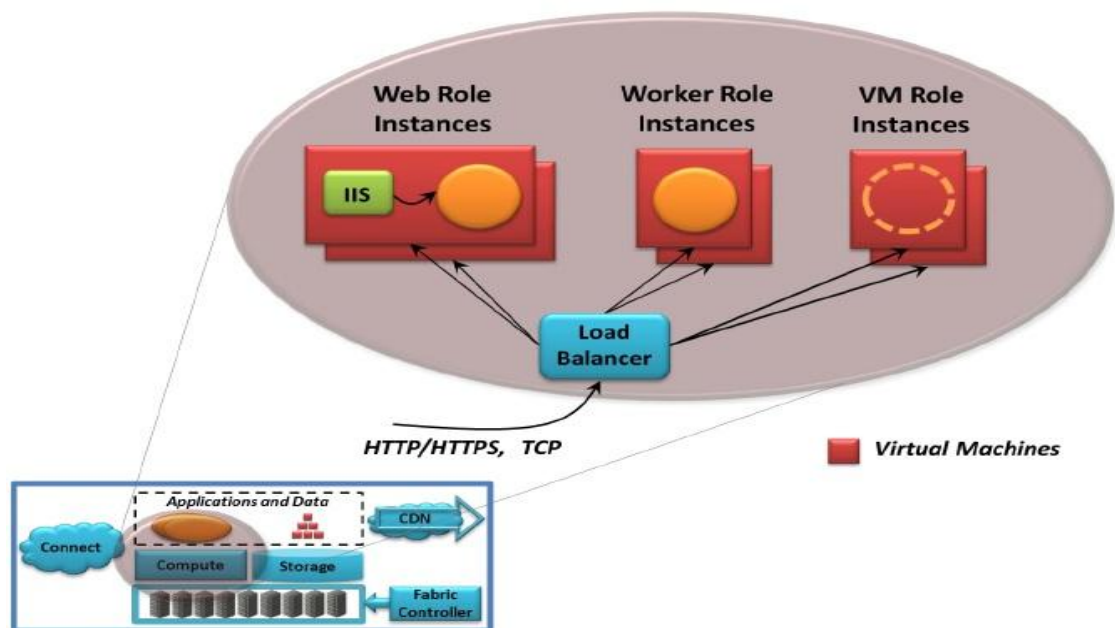 Web Role
Instances
Worker Role
Instances
VM Role
Instances
IIS
Load
Balancer
HTTP/HTTPS, TCP
Virtual Machines
Applications and Data
Connect
CDN
Compute
Storage
Fabric
Controller